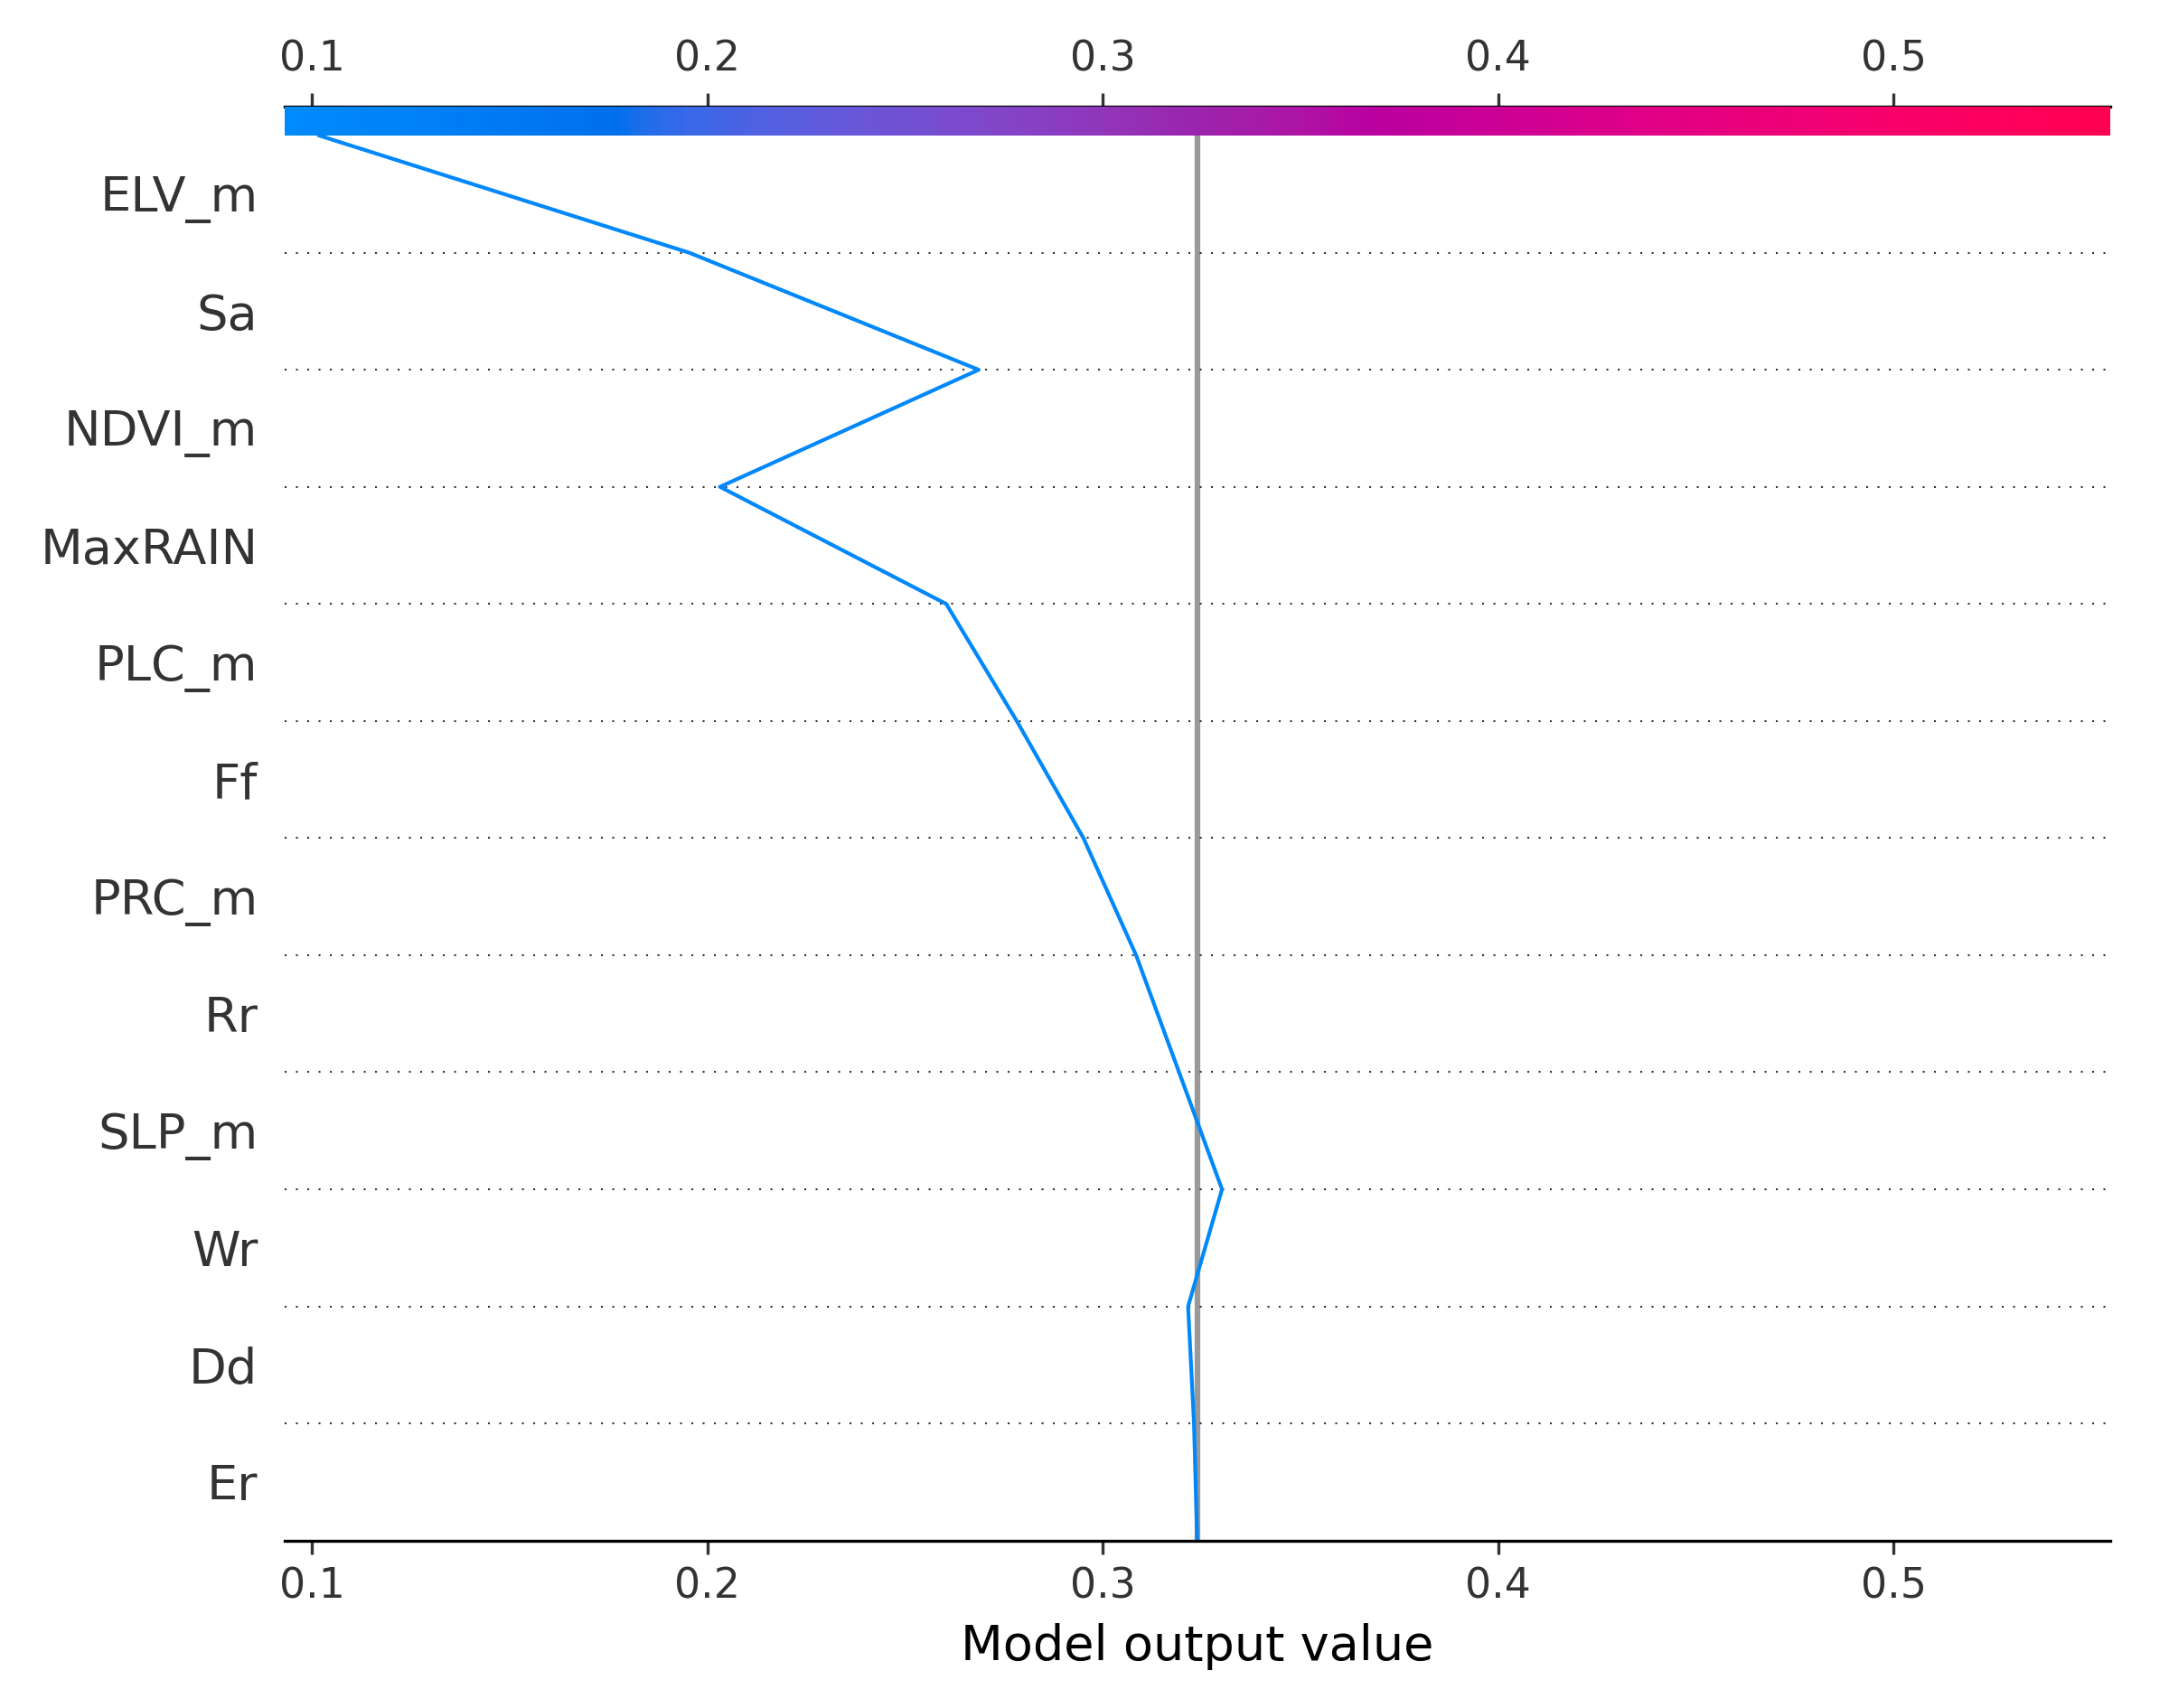 0.1 0.2 0.3 0.4 0.5
ELV_m
Sa
NDVI_m
MaxRAIN
PLC_m
Ff
PRC_m
Rr
SLP_m
Wr
Dd
Er
0.1 0.2 0.3 0.4 0.5
Model output value